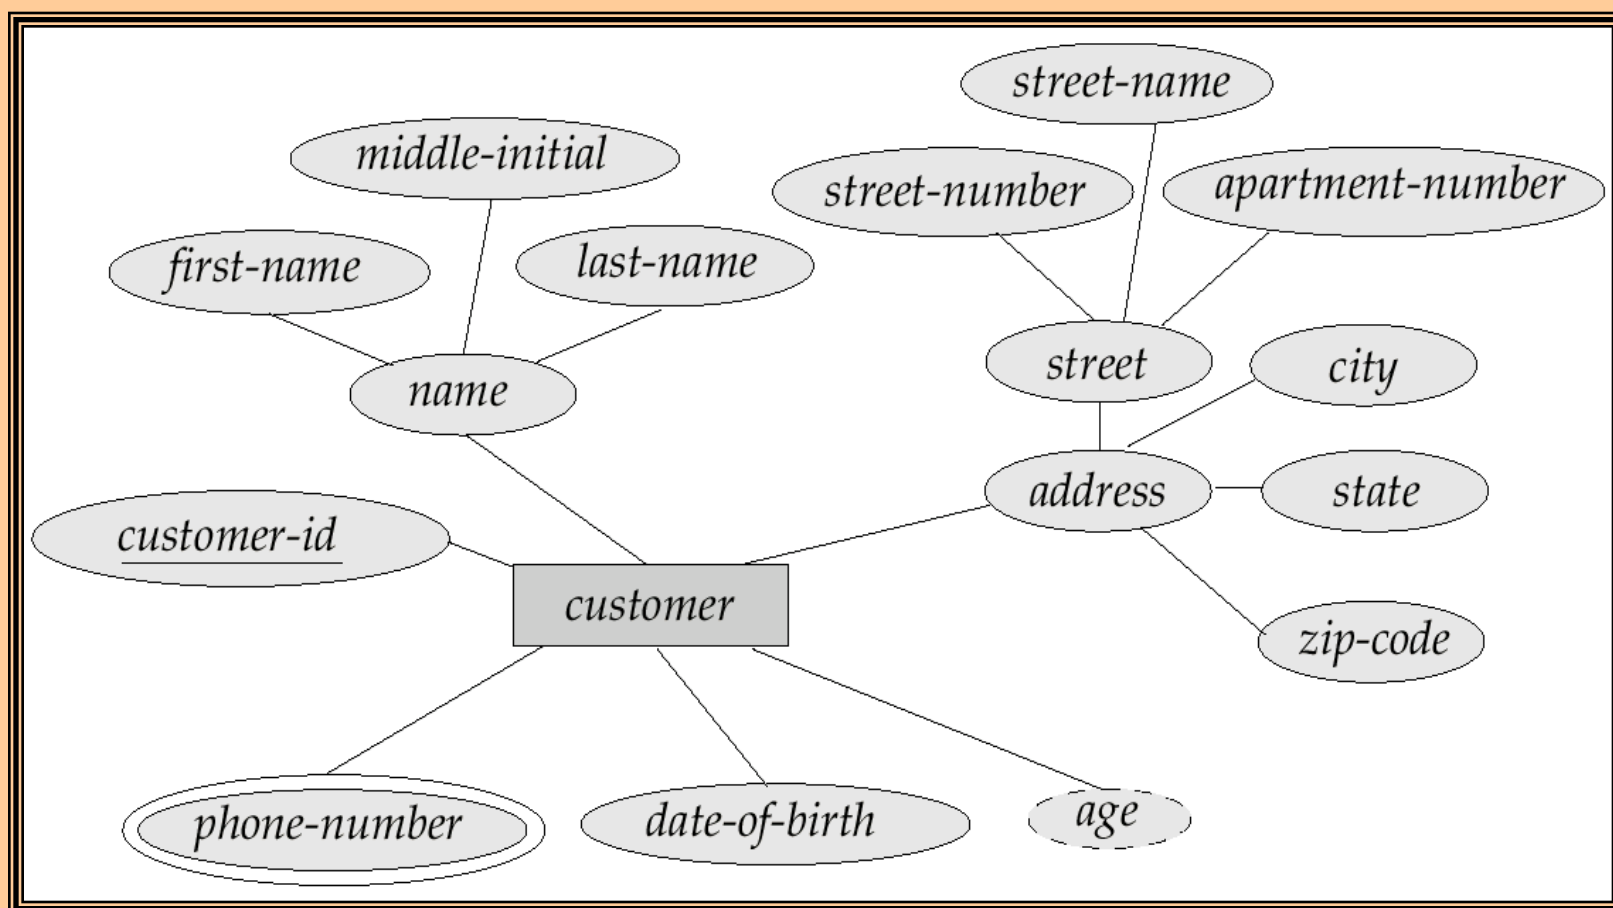 street-name
middle-initial
street-number
apartment-number
first-name
last-name
street
city
name
address
state
customer-id
customer
zip-code
phone-number
date-of-birth
age